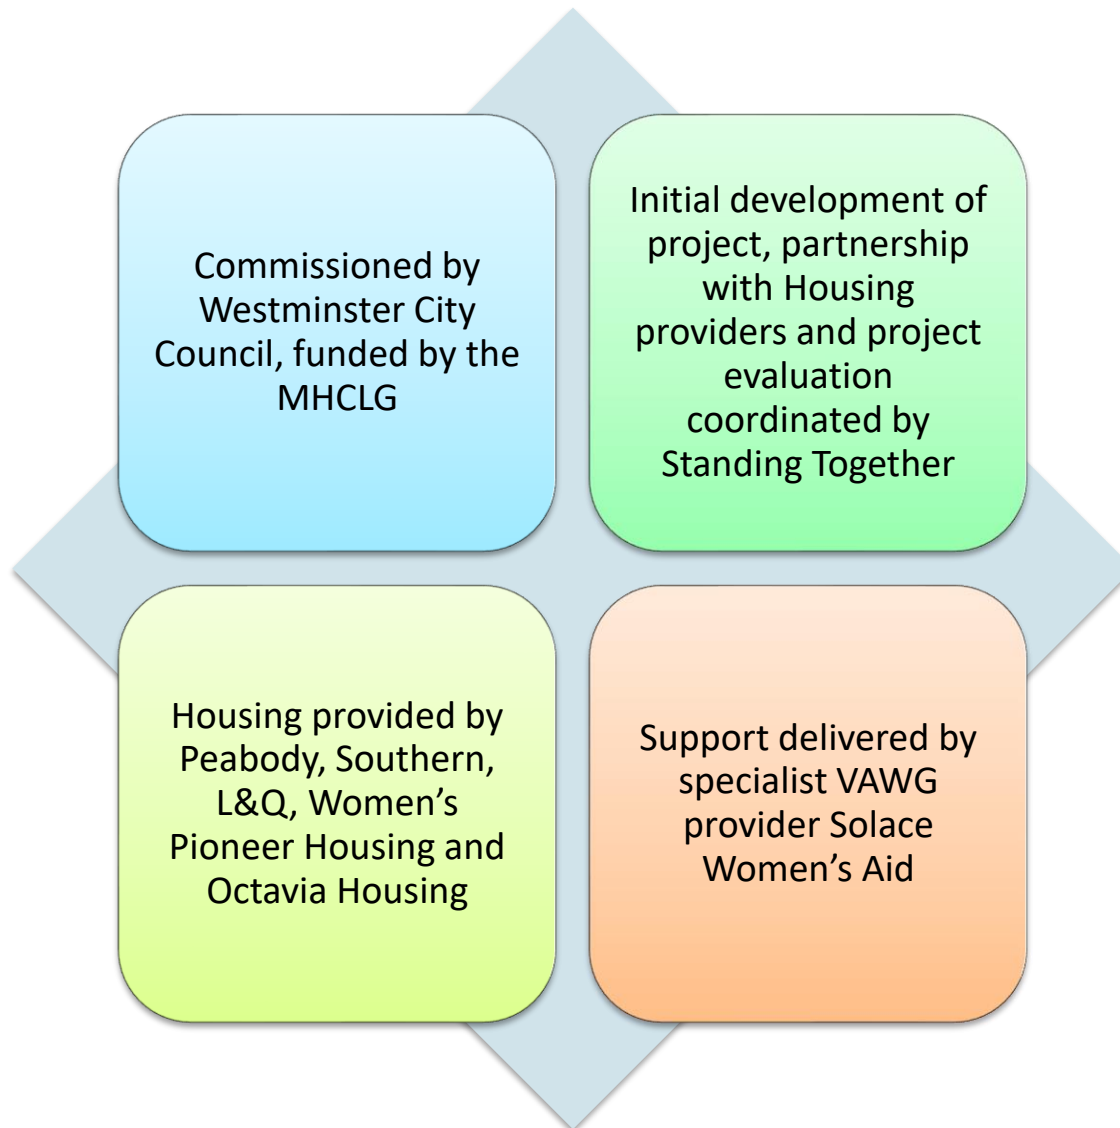 Commissioned by
Westminster City
Council, funded by the
MHCLG
Initial development of
project, partnership
with Housing
providers and project
evaluation
coordinated by
Standing Together
Housing provided by
Peabody, Southern,
L&Q, Women’s
Pioneer Housing and
Octavia Housing
Support delivered by
specialist VAWG
provider Solace
Women’s Aid